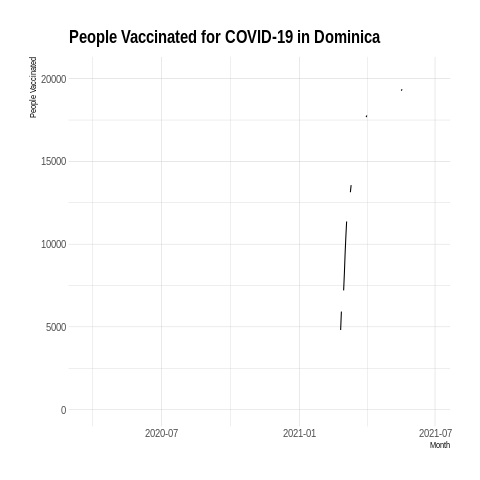 People Vaccinated for COVID-19 in Dominica
People Vaccinated
20000
15000
10000
5000
0
2020-07
2021-01
2021-07
Month